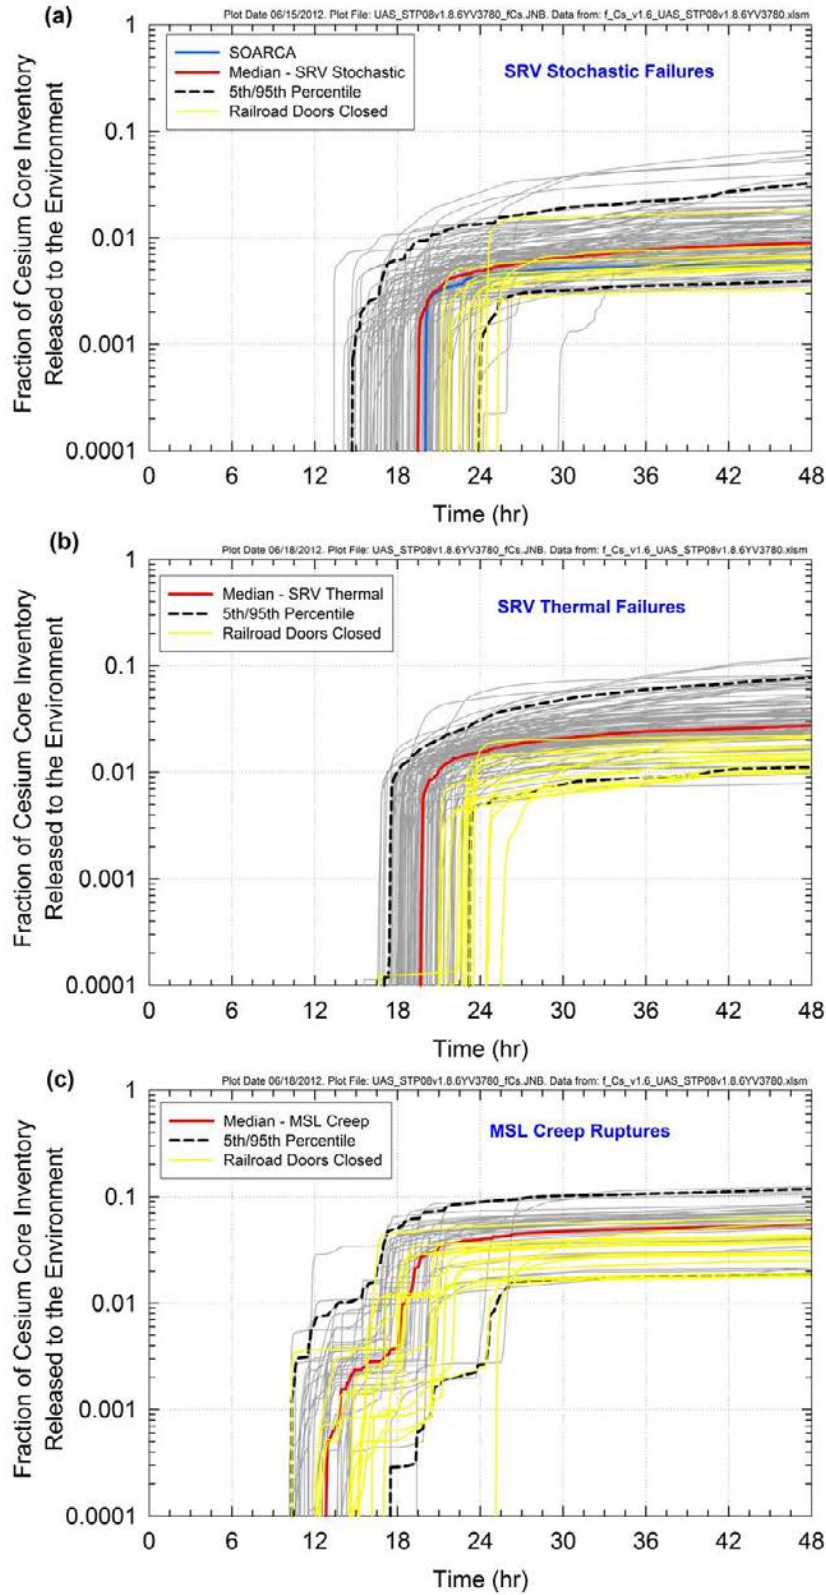 (a)
Plot Date 06/15/2012. Plot File: UAS_STP08v1.8.6YV3780_fCs.JNB. Data from: f_Cs_v1.6_UAS_STP08v1.8.6YV3780.xlsm
1
0.1
0.01
0.001
0.0001
Fraction of Cesium Core Inventory
Released to the Environment
SOARCA
Median - SRV Stochastic
5th/95th Percentile
Railroad Doors Closed
SRV Stochastic Failures
0 6 12 18 24 30 36 42 48
Time (hr)
(b)
Plot Date 06/18/2012. Plot File: UAS_STP08v1.8.6YV3780_fCs.JNB. Data from: f_Cs_v1.6_UAS_STP08v1.8.6YV3780.xlsm
1
0.1
0.01
0.001
0.0001
Fraction of Cesium Core Inventory
Released to the Environment
Median - SRV Thermal
5th/95th Percentile
Railroad Doors Closed
SRV Thermal Failures
0 6 12 18 24 30 36 42 48
Time (hr)
(c)
Plot Date 06/18/2012. Plot File: UAS_STP08v1.8.6YV3780_fCs.JNB. Data from: f_Cs_v1.6_UAS_STP08v1.8.6YV3780.xlsm
1
0.1
0.01
0.001
0.0001
Fraction of Cesium Core Inventory
Released to the Environment
Median - MSL Creep
5th/95th Percentile
Railroad Doors Closed
MSL Creep Ruptures
0 6 12 18 24 30 36 42 48
Time (hr)